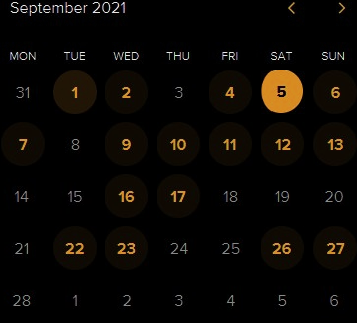 September 2021 < >
MON TUE WED THU FRI SAT SUN
31 1 2 3 4 5 6
7 8 9 10 11 12 13
14 15 16 17 18 19 20
21 22 23 24 25 26 27
28 1 2 3 4 5 6